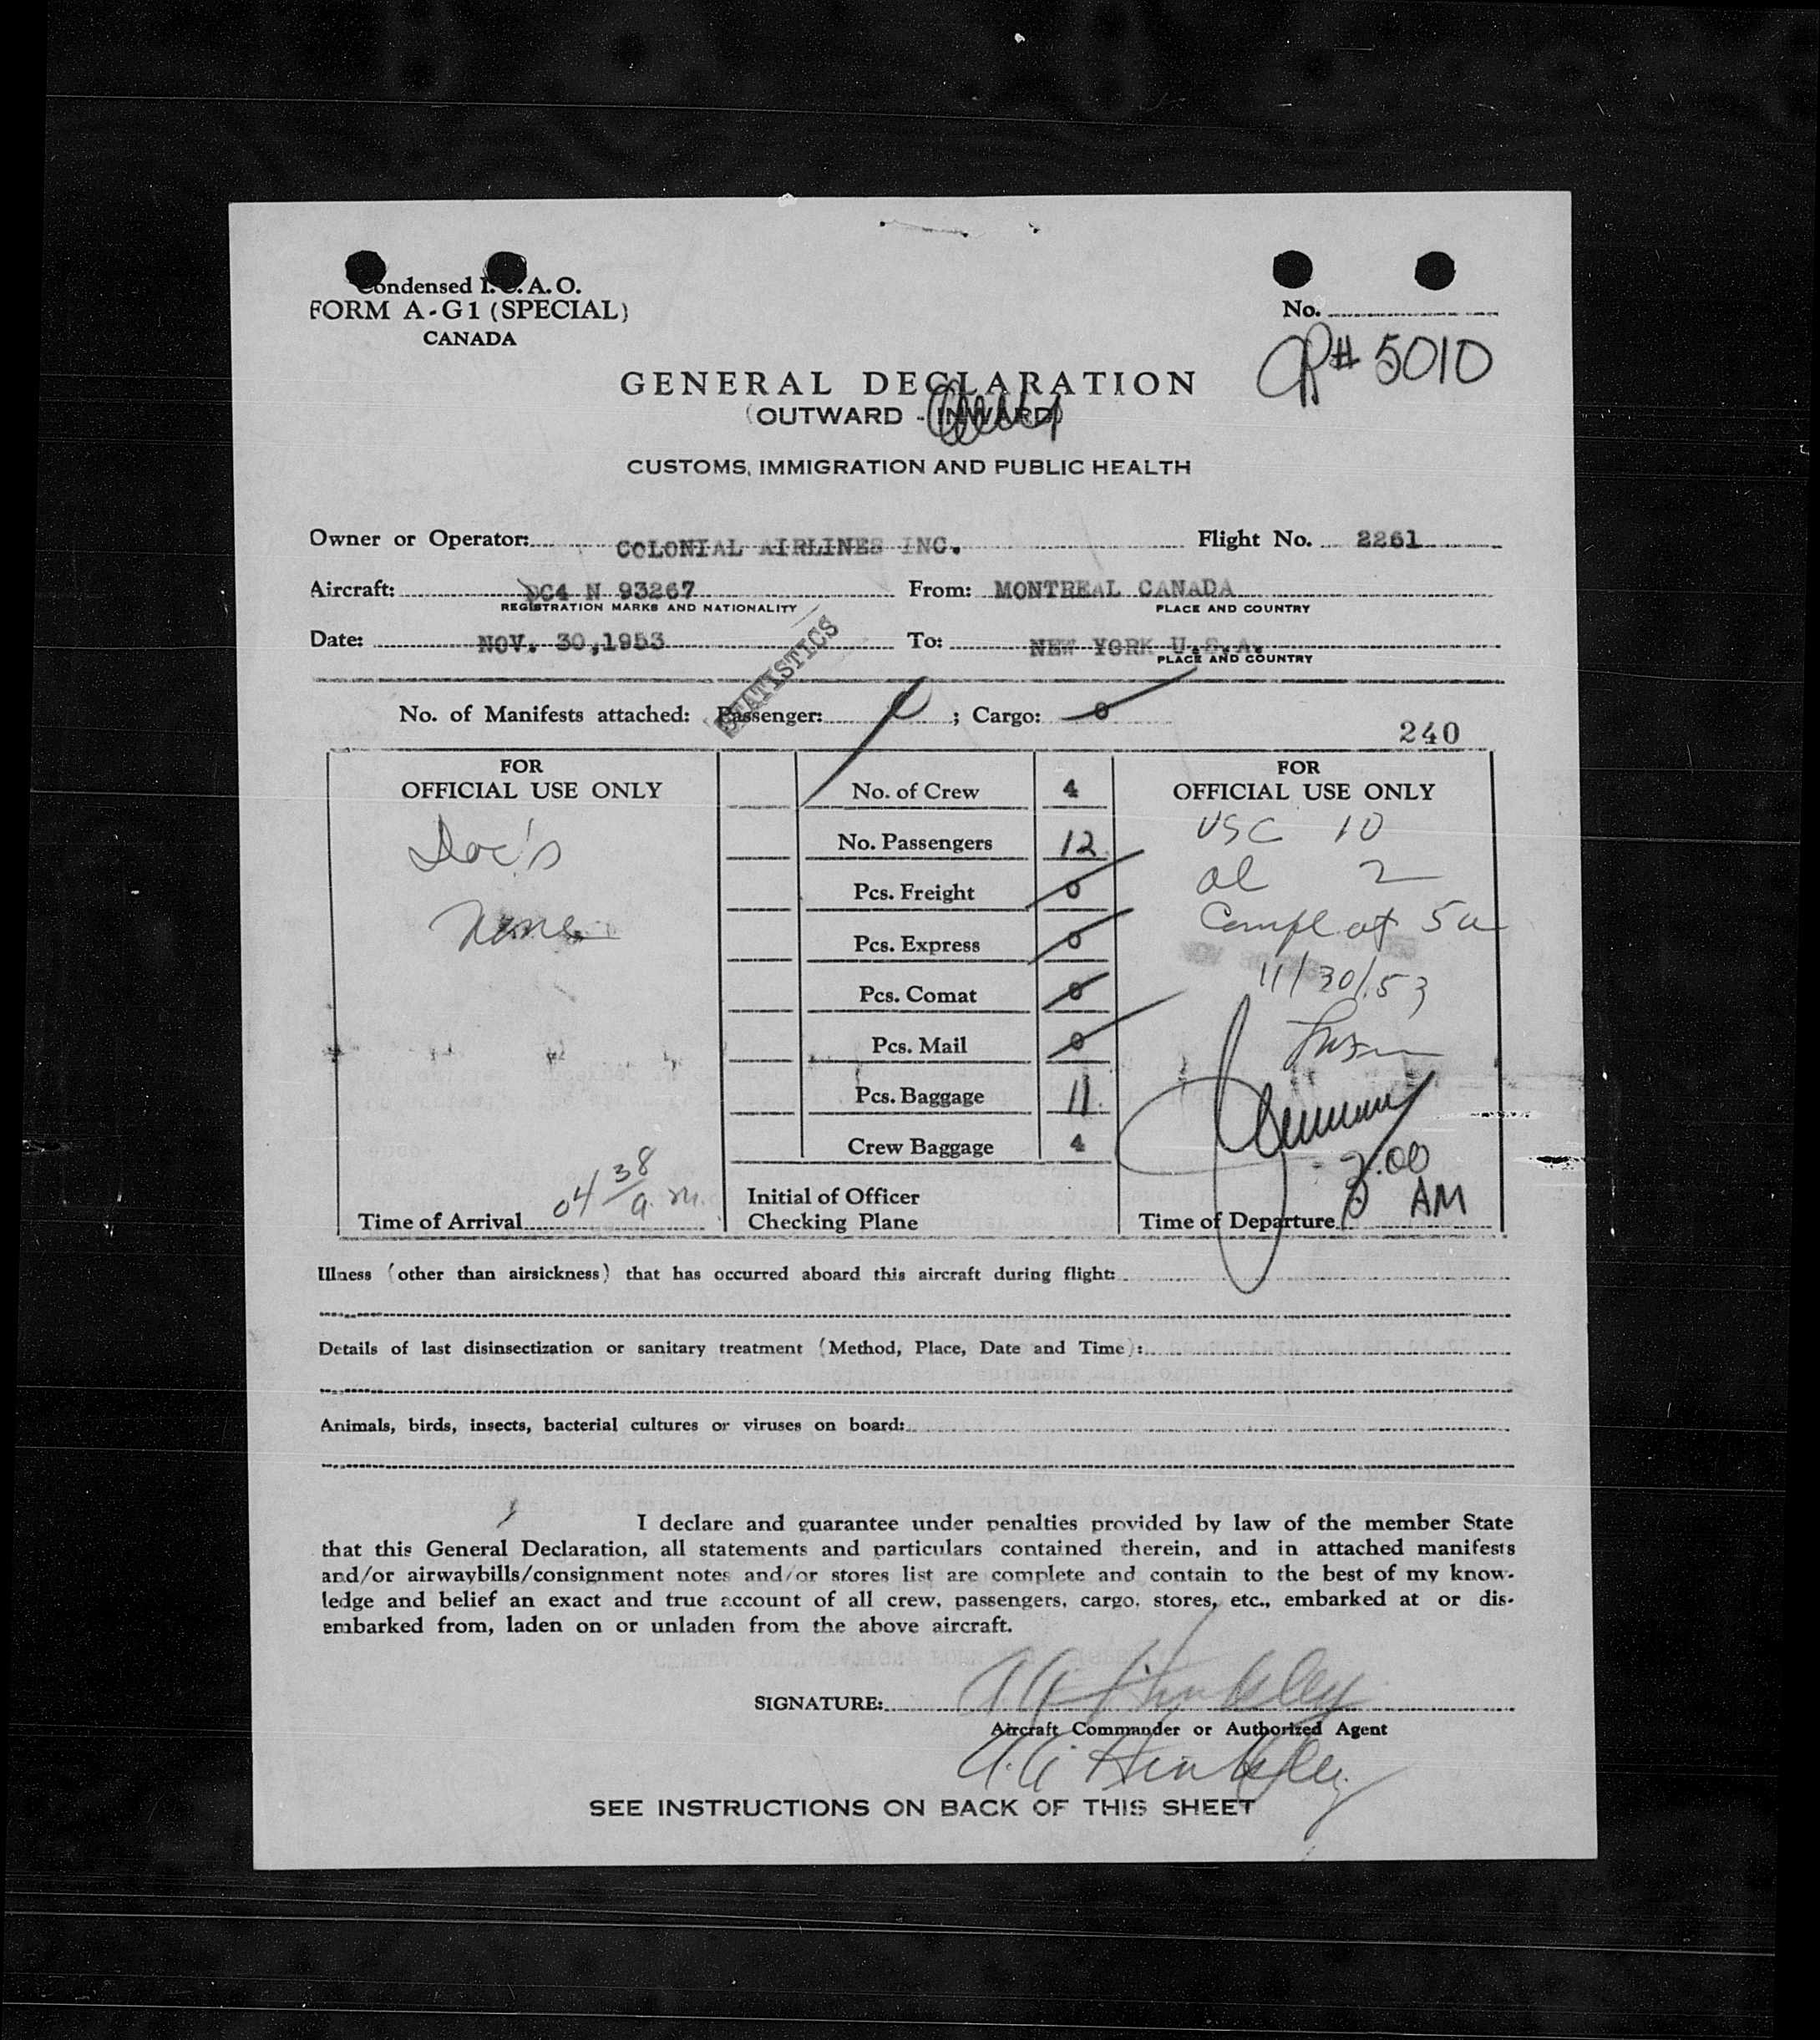 Condensed I.C.A.O.
FORM A-G1 (SPECIAL)
CANADA
No.
GR# 5010
GENERAL DECLARATION
(OUTWARD - INWARD)
CUSTOMS, IMMIGRATION AND PUBLIC HEALTH
Owner or Operator: COLONIAL AIRLINES INC. Flight No. 2261
Aircraft: DC4 N 93267 From: MONTREAL CANADA
REGISTRATION MARKS AND NATIONALITY PLACE AND COUNTRY
Date: NOV. 30,1953 To: NEW YORK U.S.A.
PLACE AND COUNTRY
STATISTICS
No. of Manifests attached: Passenger: ; Cargo: 0
240
FOR
OFFICIAL USE ONLY
Doc's
None
Time of Arrival 04 38 a.m.
No. of Crew 4
No. Passengers 12
Pcs. Freight 0
Pcs. Express 0
Pcs. Comat 0
Pcs. Mail 0
Pcs. Baggage 11
Crew Baggage 4
Initial of Officer
Checking Plane
FOR
OFFICIAL USE ONLY
USC 10
al 2
Compl at 5a
11/30/53
00
AM
Time of Departure
Illness (other than airsickness) that has occurred aboard this aircraft during flight:
Details of last disinsectization or sanitary treatment (Method, Place, Date and Time):
Animals, birds, insects, bacterial cultures or viruses on board:
I declare and guarantee under penalties provided by law of the member State
that this General Declaration, all statements and particulars contained therein, and in attached manifests
and/or airwaybills/consignment notes and/or stores list are complete and contain to the best of my know-
ledge and belief an exact and true account of all crew, passengers, cargo, stores, etc., embarked at or dis-
embarked from, laden on or unladen from the above aircraft.
SIGNATURE: A G Hinkley
Aircraft Commander or Authorized Agent
A. G. Hinkley
SEE INSTRUCTIONS ON BACK OF THIS SHEET